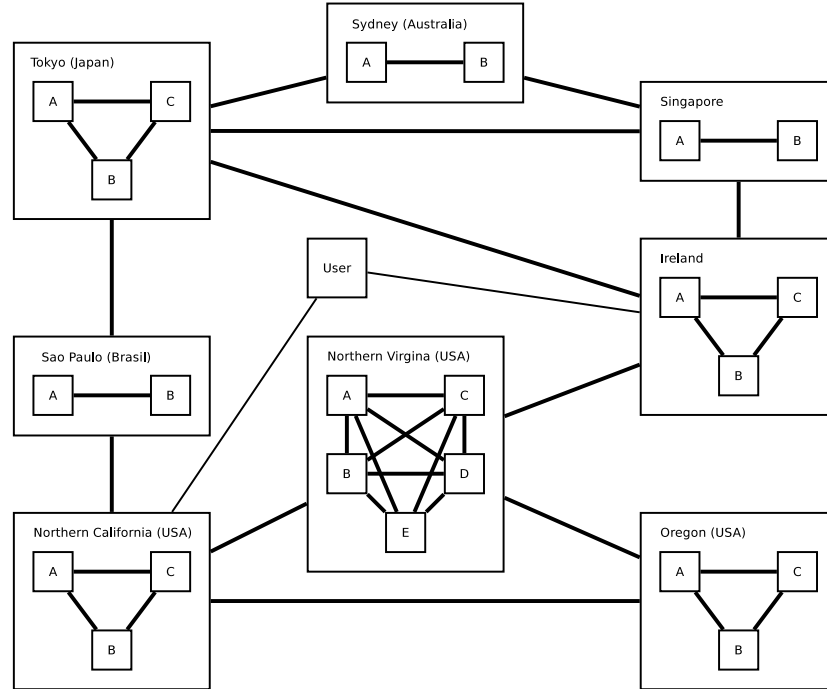 Sydney (Australia)
A
B
Tokyo (Japan)
A
C
B
Singapore
A
B
User
Ireland
A
C
B
Sao Paulo (Brasil)
A
B
Northern Virgina (USA)
A
C
B
D
E
Northern California (USA)
A
C
B
Oregon (USA)
A
C
B